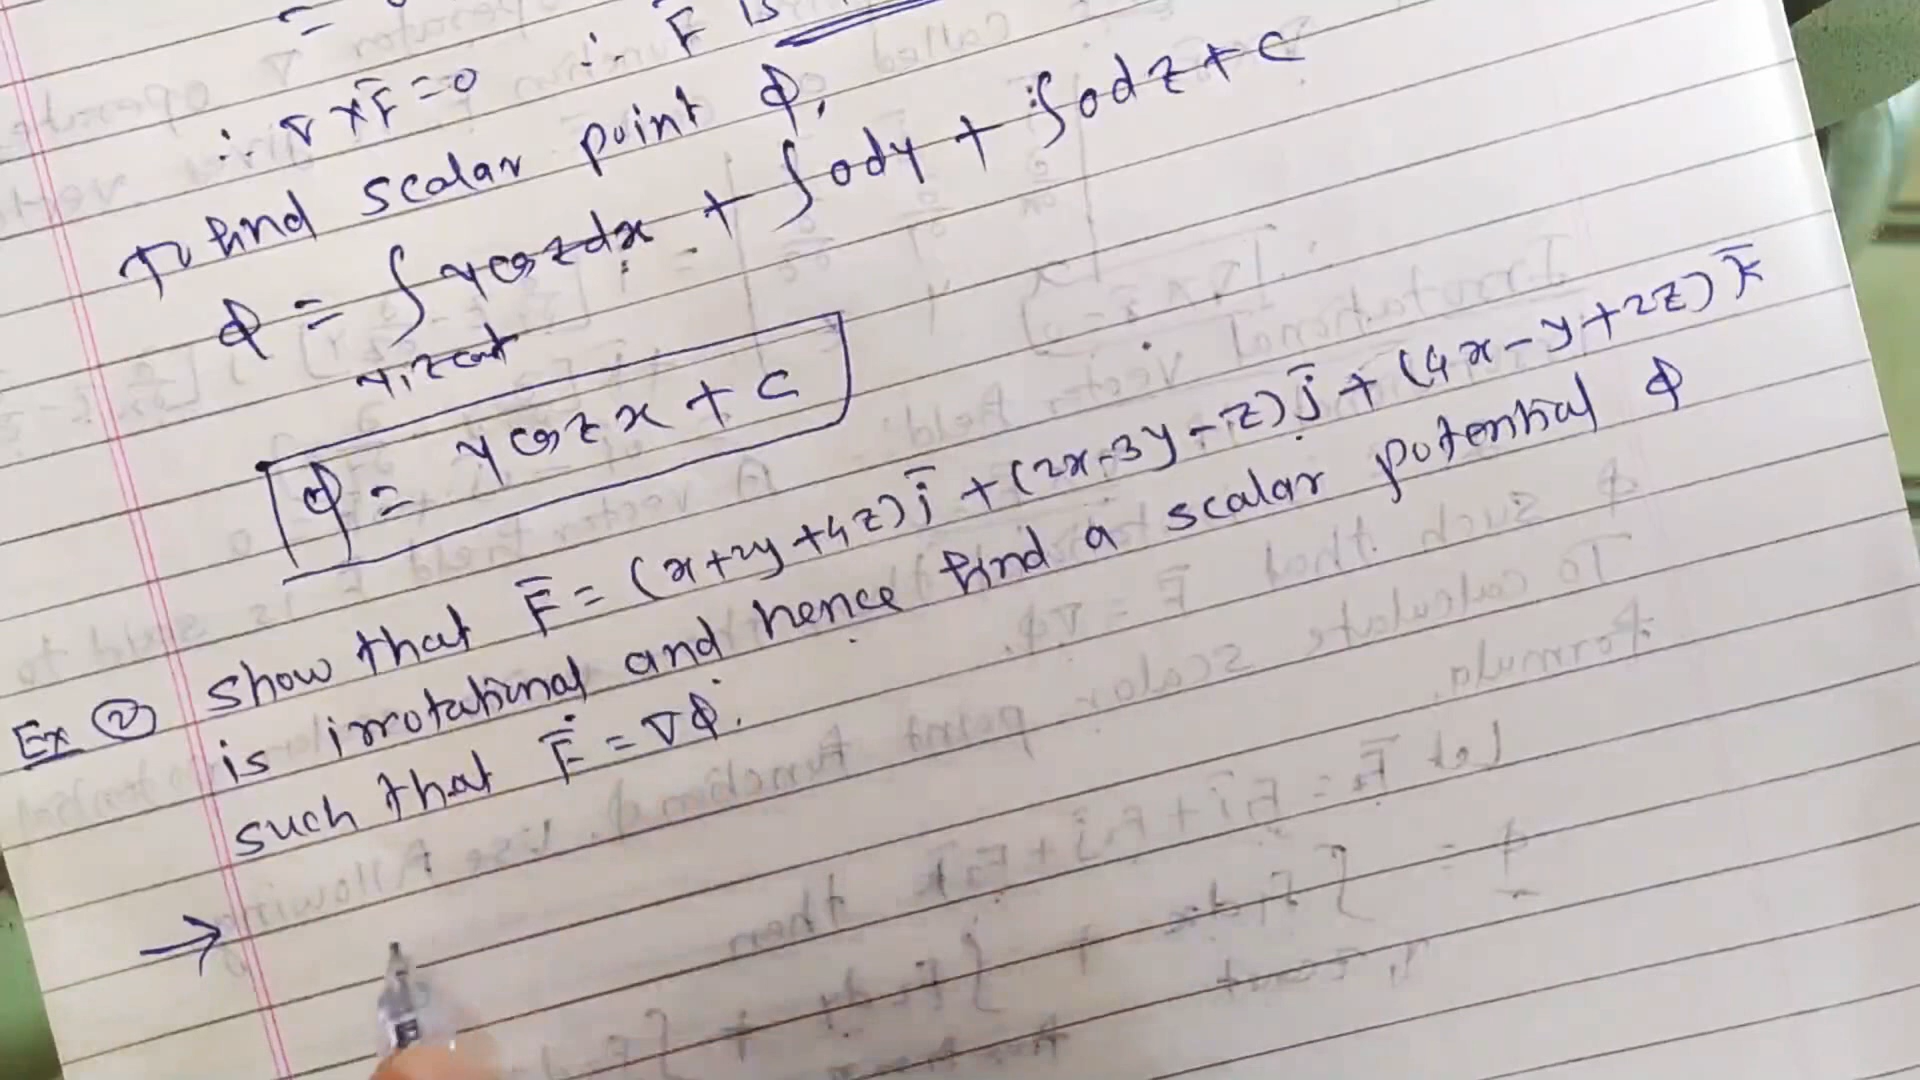 =
∴ ∇ × F̄ = 0 ∴ F̄ is
To find scalar point Φ,
Φ = ∫ y cos z dx + ∫ 0 dy + ∫ 0 dz + C
y, z cont
Φ = y cos z x + C
Ex ② Show that F̄ = (x+2y+4z) i̅ + (2x-3y-z) j̅ + (4x-y+2z) k̅
is irrotational and hence find a scalar potential Φ
such that F̄ = ∇Φ.
→